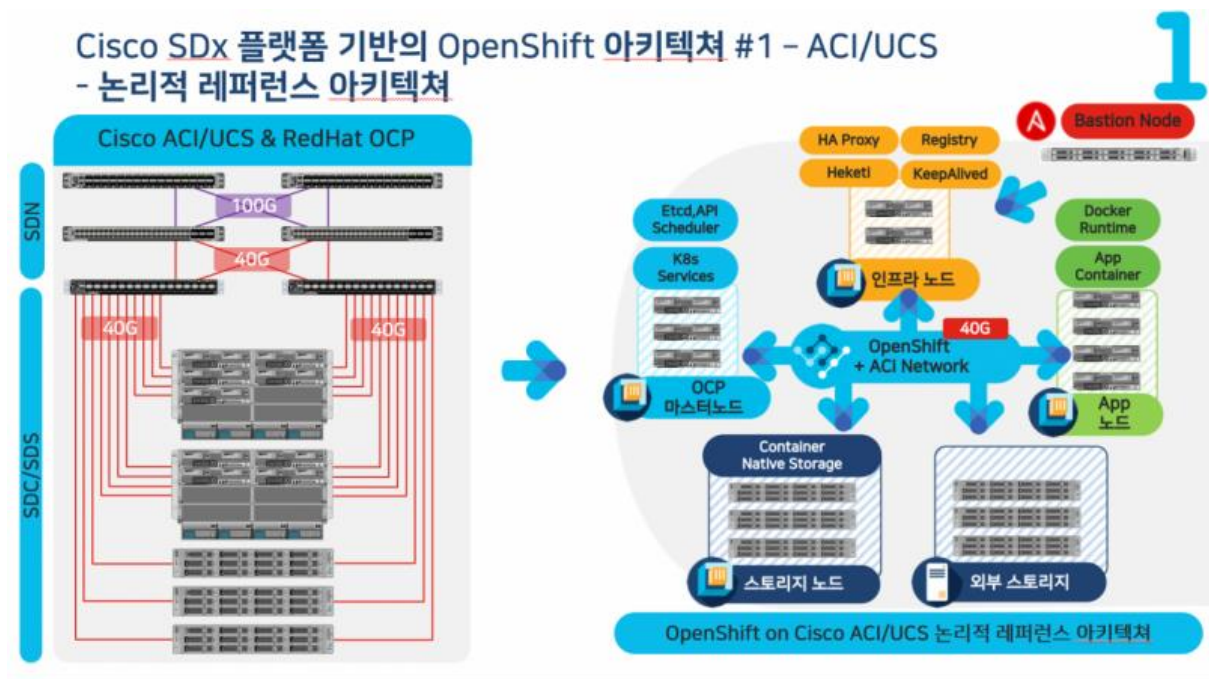 Cisco SDx 플랫폼 기반의 OpenShift 아키텍쳐 #1 – ACI/UCS
- 논리적 레퍼런스 아키텍쳐
1
Cisco ACI/UCS & RedHat OCP
SDN
100G
40G
SDC/SDS
40G
40G
Bastion Node
HA Proxy
Registry
Heketi
KeepAlived
인프라 노드
Etcd,API
Scheduler
K8s
Services
OCP
마스터노드
Docker
Runtime
App
Container
App
노드
40G
OpenShift
+ ACI Network
Container
Native Storage
스토리지 노드
외부 스토리지
OpenShift on Cisco ACI/UCS 논리적 레퍼런스 아키텍쳐